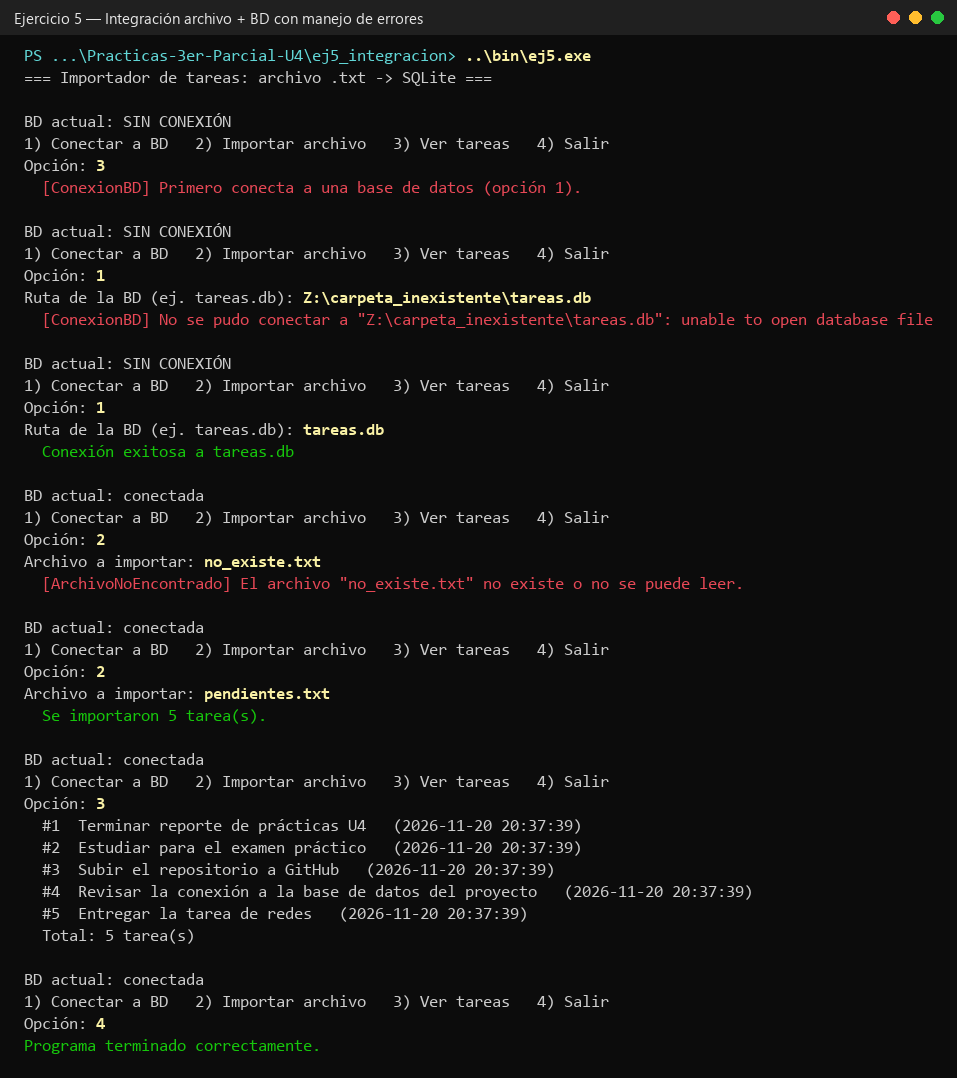 Ejercicio 5 — Integración archivo + BD con manejo de errores
PS ...\Practicas-3er-Parcial-U4\ej5_integracion> ..\bin\ej5.exe
=== Importador de tareas: archivo .txt -> SQLite ===
BD actual: SIN CONEXIÓN
1) Conectar a BD   2) Importar archivo   3) Ver tareas   4) Salir
Opción: 3
[ConexionBD] Primero conecta a una base de datos (opción 1).
BD actual: SIN CONEXIÓN
1) Conectar a BD   2) Importar archivo   3) Ver tareas   4) Salir
Opción: 1
Ruta de la BD (ej. tareas.db): Z:\carpeta_inexistente\tareas.db
[ConexionBD] No se pudo conectar a "Z:\carpeta_inexistente\tareas.db": unable to open database file
BD actual: SIN CONEXIÓN
1) Conectar a BD   2) Importar archivo   3) Ver tareas   4) Salir
Opción: 1
Ruta de la BD (ej. tareas.db): tareas.db
Conexión exitosa a tareas.db
BD actual: conectada
1) Conectar a BD   2) Importar archivo   3) Ver tareas   4) Salir
Opción: 2
Archivo a importar: no_existe.txt
[ArchivoNoEncontrado] El archivo "no_existe.txt" no existe o no se puede leer.
BD actual: conectada
1) Conectar a BD   2) Importar archivo   3) Ver tareas   4) Salir
Opción: 2
Archivo a importar: pendientes.txt
Se importaron 5 tarea(s).
BD actual: conectada
1) Conectar a BD   2) Importar archivo   3) Ver tareas   4) Salir
Opción: 3
#1  Terminar reporte de prácticas U4   (2026-11-20 20:37:39)
#2  Estudiar para el examen práctico   (2026-11-20 20:37:39)
#3  Subir el repositorio a GitHub   (2026-11-20 20:37:39)
#4  Revisar la conexión a la base de datos del proyecto   (2026-11-20 20:37:39)
#5  Entregar la tarea de redes   (2026-11-20 20:37:39)
Total: 5 tarea(s)
BD actual: conectada
1) Conectar a BD   2) Importar archivo   3) Ver tareas   4) Salir
Opción: 4
Programa terminado correctamente.